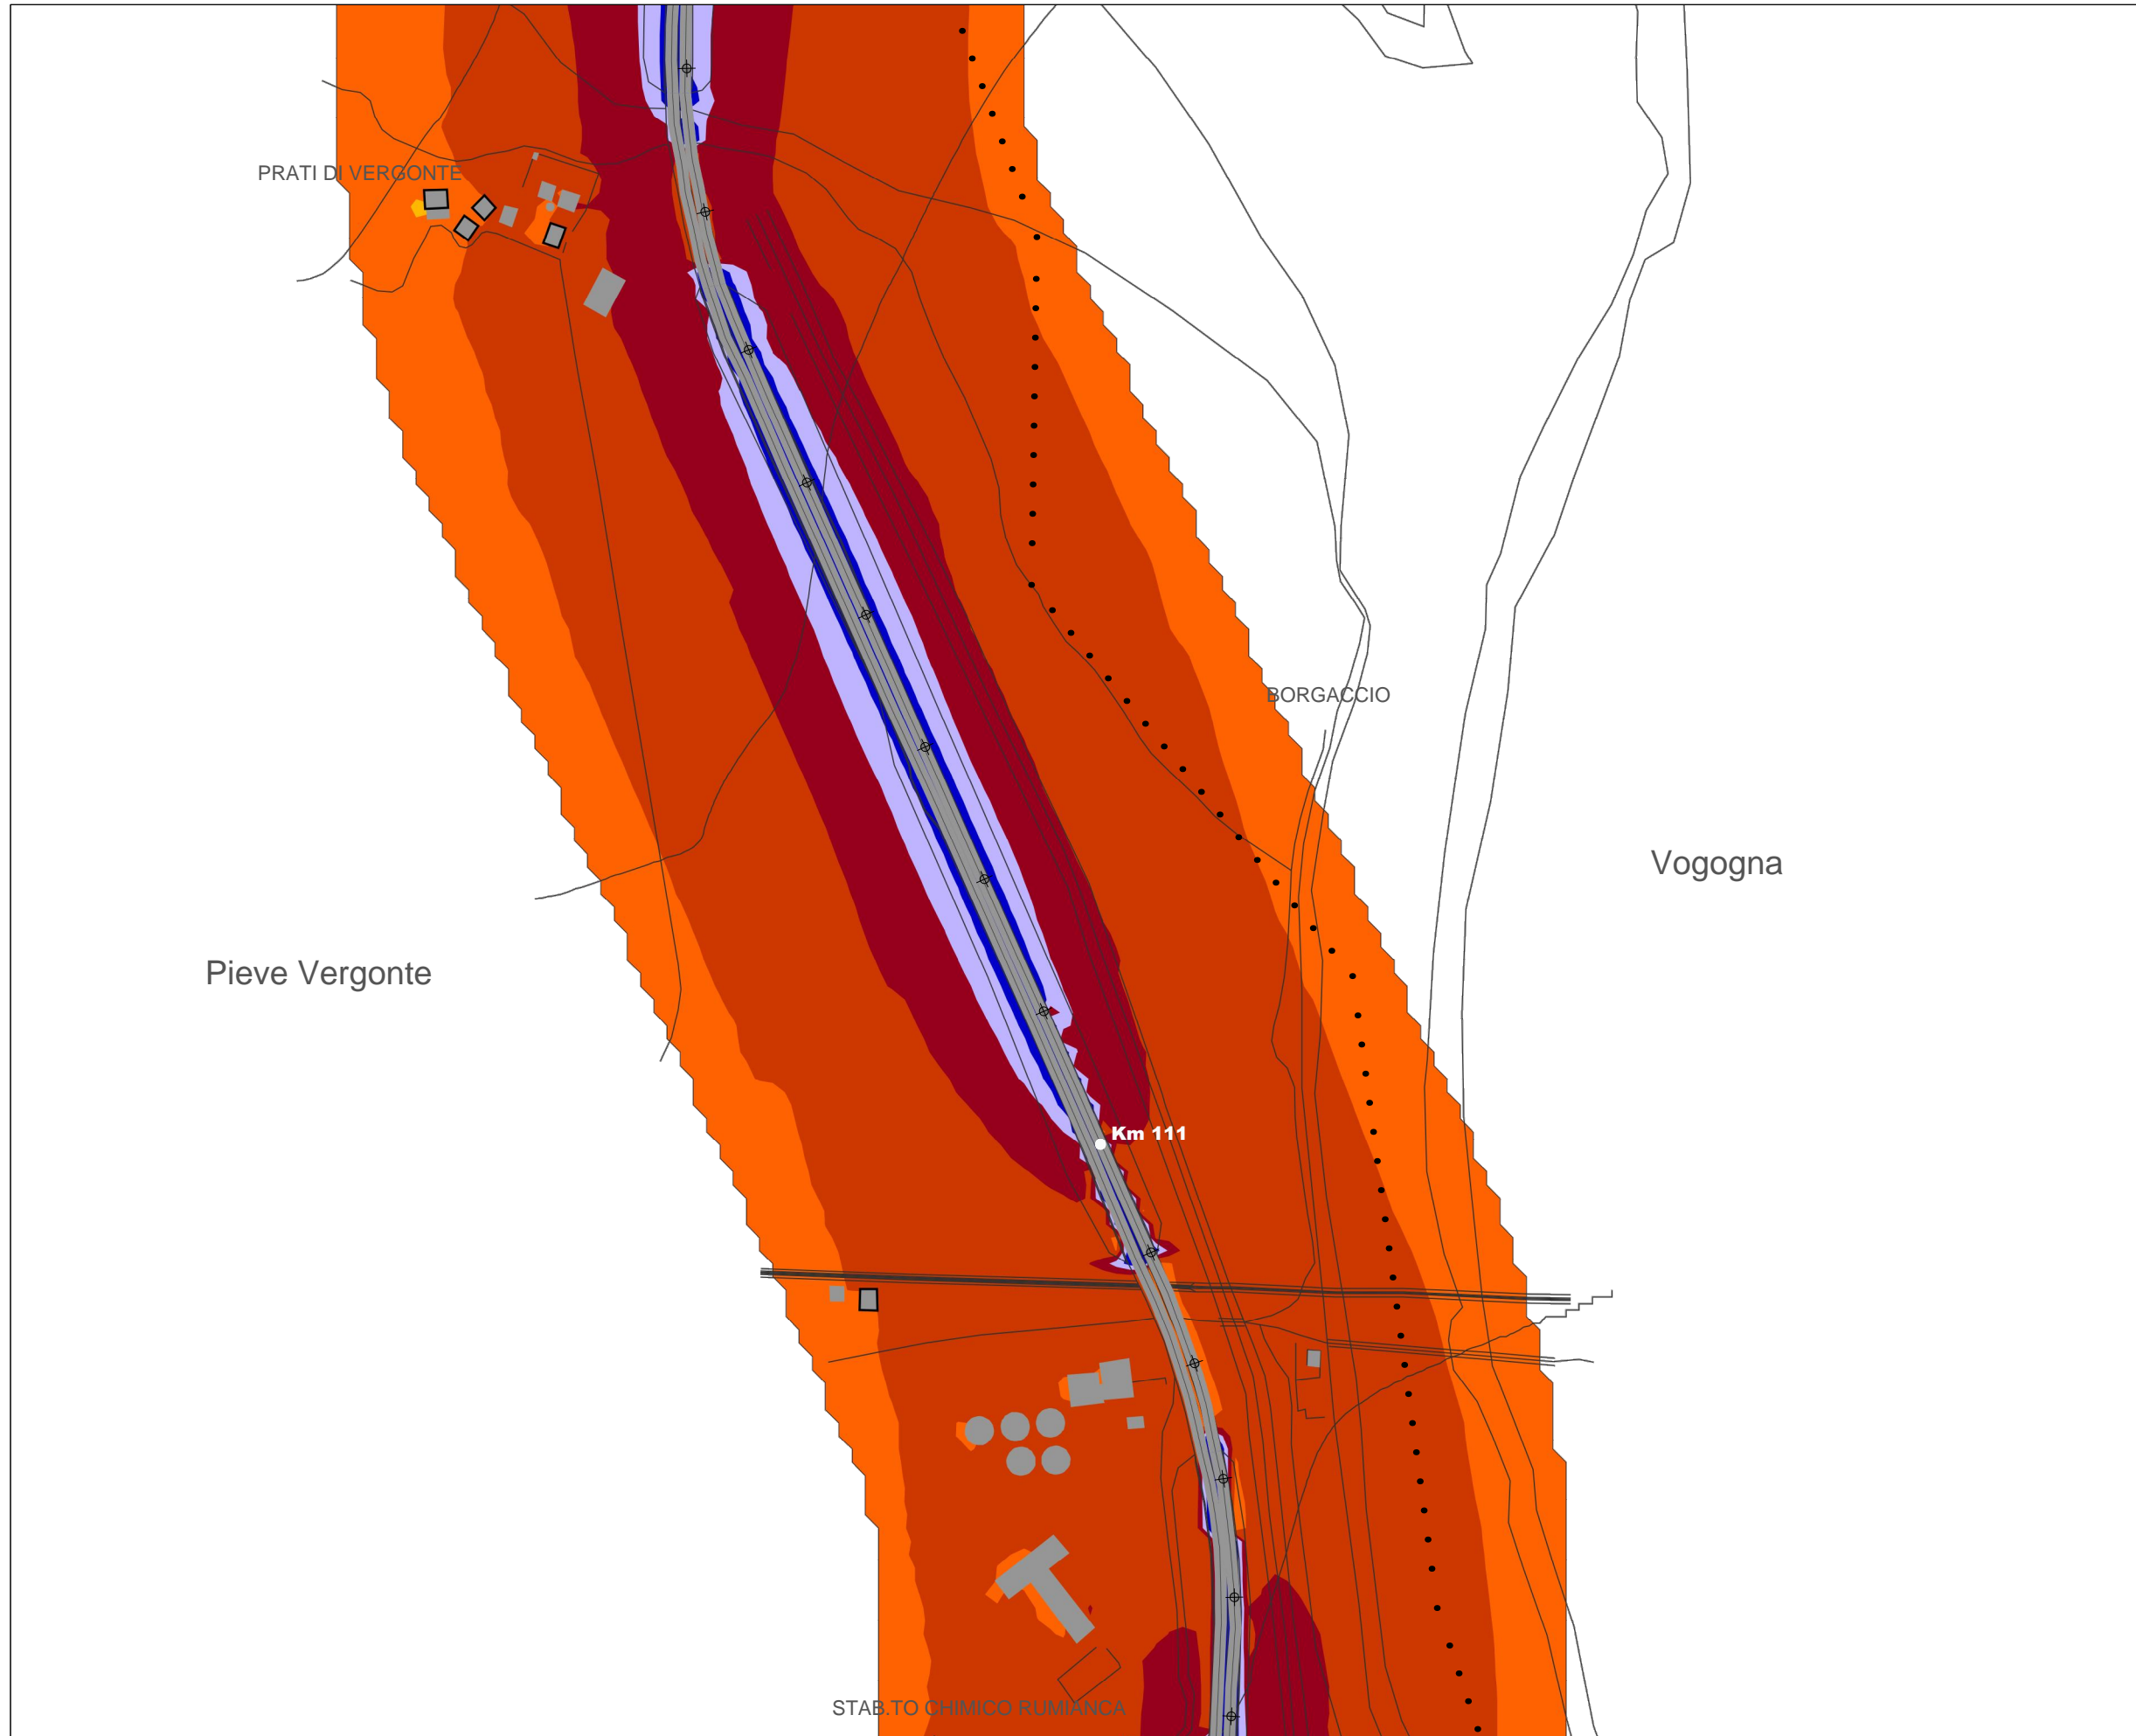 PRATI DI VERGONTE
BORGACCIO
Vogogna
Pieve Vergonte
Km 111
STAB.TO CHIMICO RUMIANCA